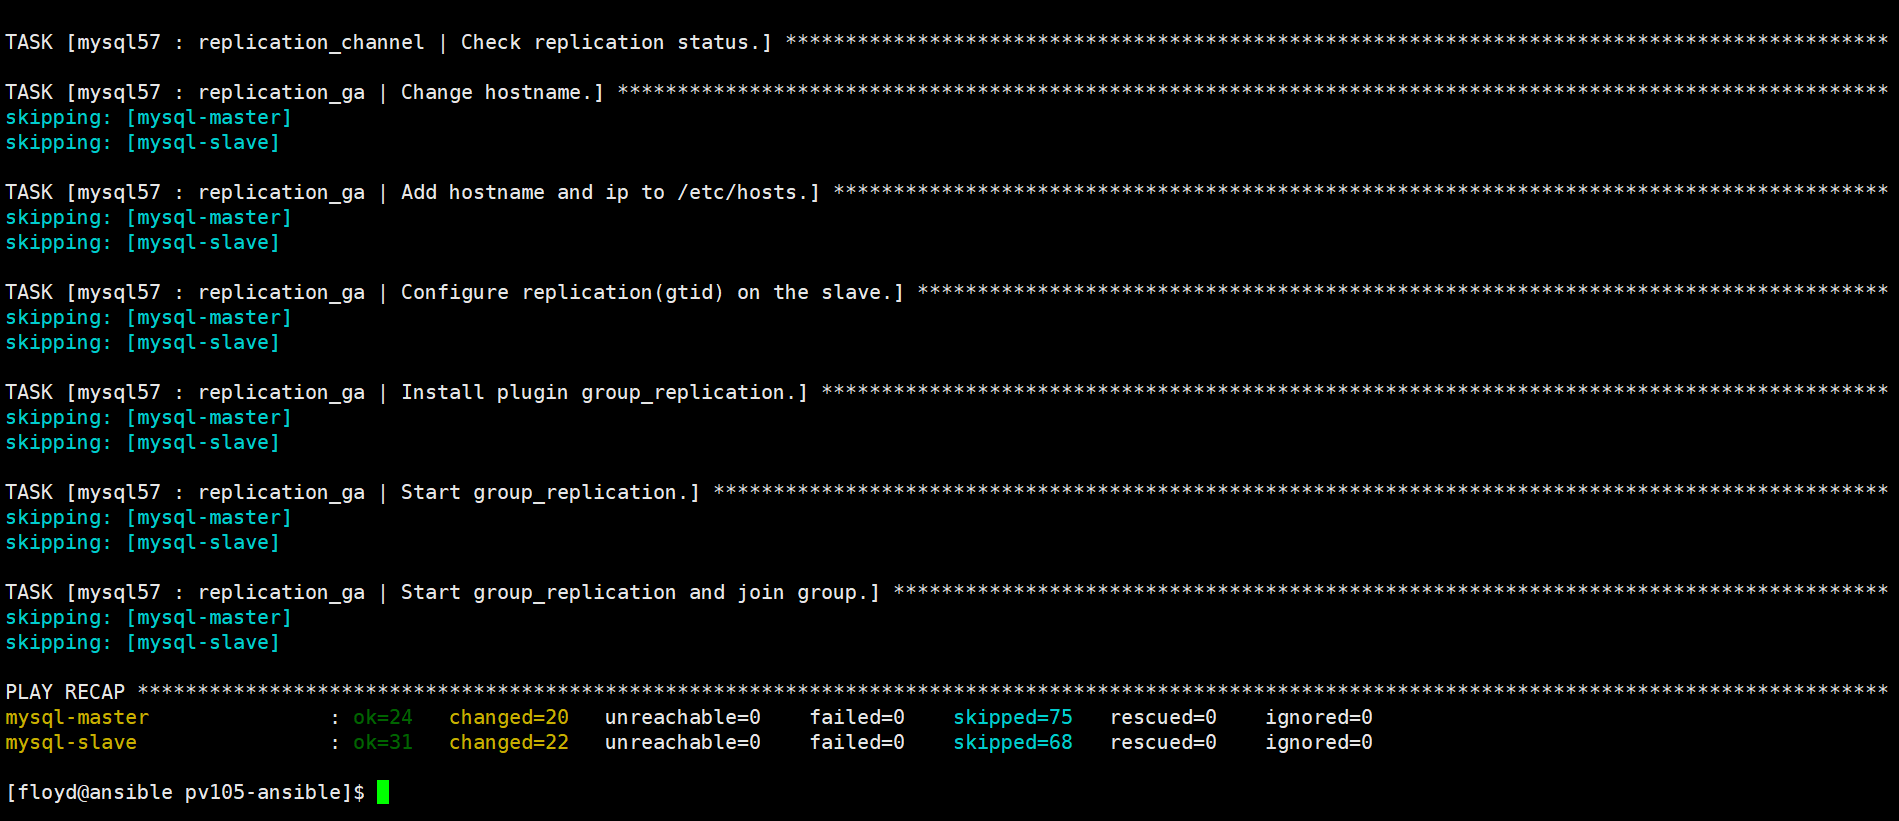 TASK [mysql57 : replication_channel | Check replication status.] ********************************************************************************************
TASK [mysql57 : replication_ga | Change hostname.] **********************************************************************************************************
skipping: [mysql-master]
skipping: [mysql-slave]
TASK [mysql57 : replication_ga | Add hostname and ip to /etc/hosts.] ****************************************************************************************
skipping: [mysql-master]
skipping: [mysql-slave]
TASK [mysql57 : replication_ga | Configure replication(gtid) on the slave.] *********************************************************************************
skipping: [mysql-master]
skipping: [mysql-slave]
TASK [mysql57 : replication_ga | Install plugin group_replication.] *****************************************************************************************
skipping: [mysql-master]
skipping: [mysql-slave]
TASK [mysql57 : replication_ga | Start group_replication.] **************************************************************************************************
skipping: [mysql-master]
skipping: [mysql-slave]
TASK [mysql57 : replication_ga | Start group_replication and join group.] ***********************************************************************************
skipping: [mysql-master]
skipping: [mysql-slave]
PLAY RECAP **************************************************************************************************************************************************
mysql-master : ok=24 changed=20 unreachable=0 failed=0 skipped=75 rescued=0 ignored=0
mysql-slave : ok=31 changed=22 unreachable=0 failed=0 skipped=68 rescued=0 ignored=0
[floyd@ansible pv105-ansible]$